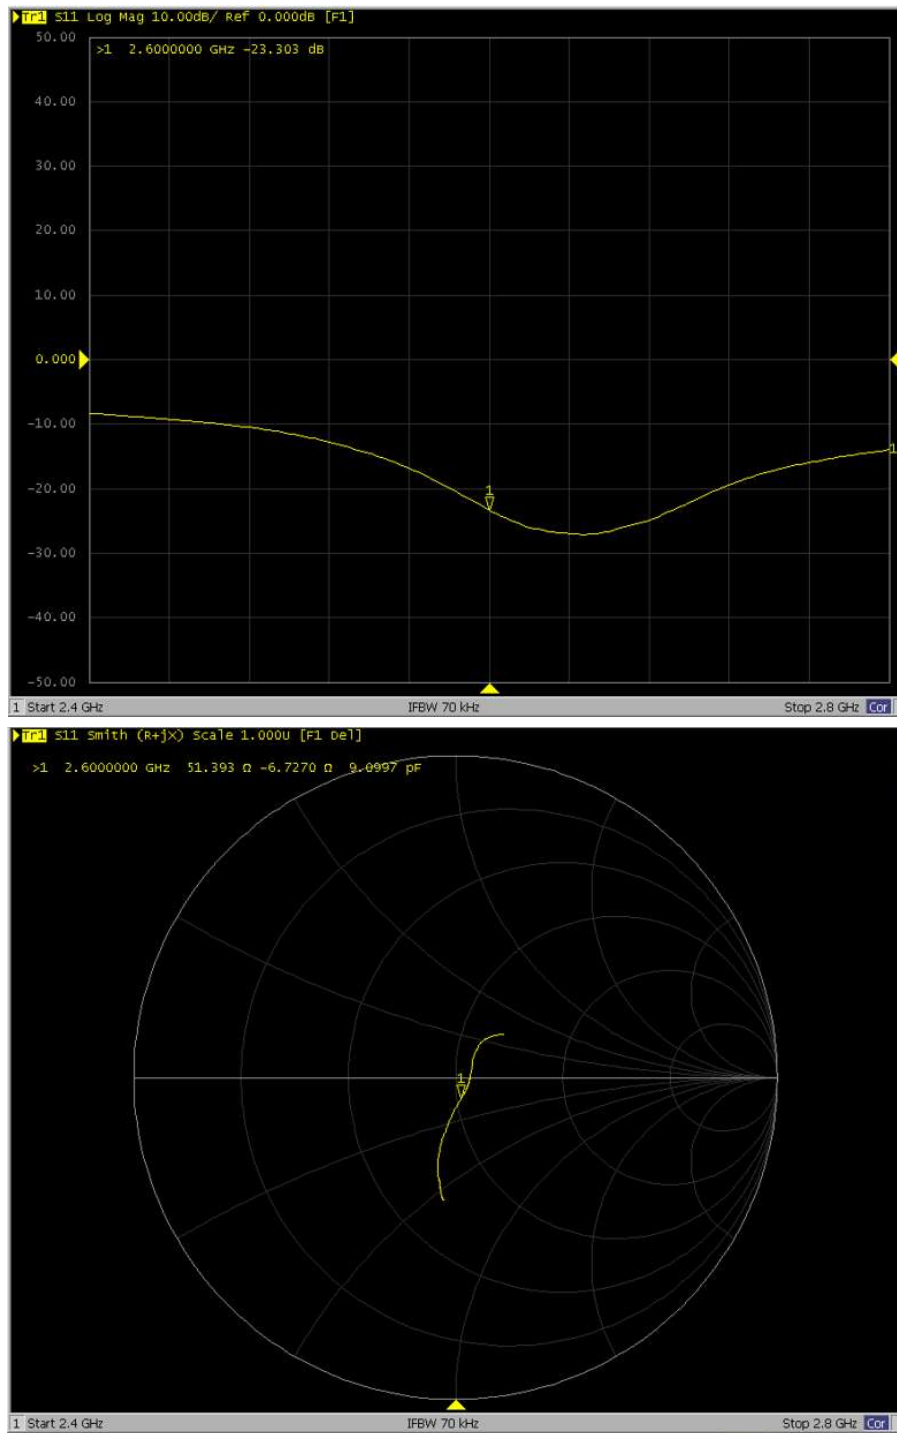 Tr1 S11 Log Mag 10.00dB/ Ref 0.000dB [F1]
50.00
>1 2.6000000 GHz -23.303 dB
40.00
30.00
20.00
10.00
0.000
-10.00
1
-20.00
1
-30.00
-40.00
-50.00
1 Start 2.4 GHz IFBW 70 kHz Stop 2.8 GHz Cor
Tr1 S11 Smith (R+jX) Scale 1.000U [F1 Del]
>1 2.6000000 GHz 51.393 Ω -6.7270 Ω 9.0997 pF
1
1 Start 2.4 GHz IFBW 70 kHz Stop 2.8 GHz Cor